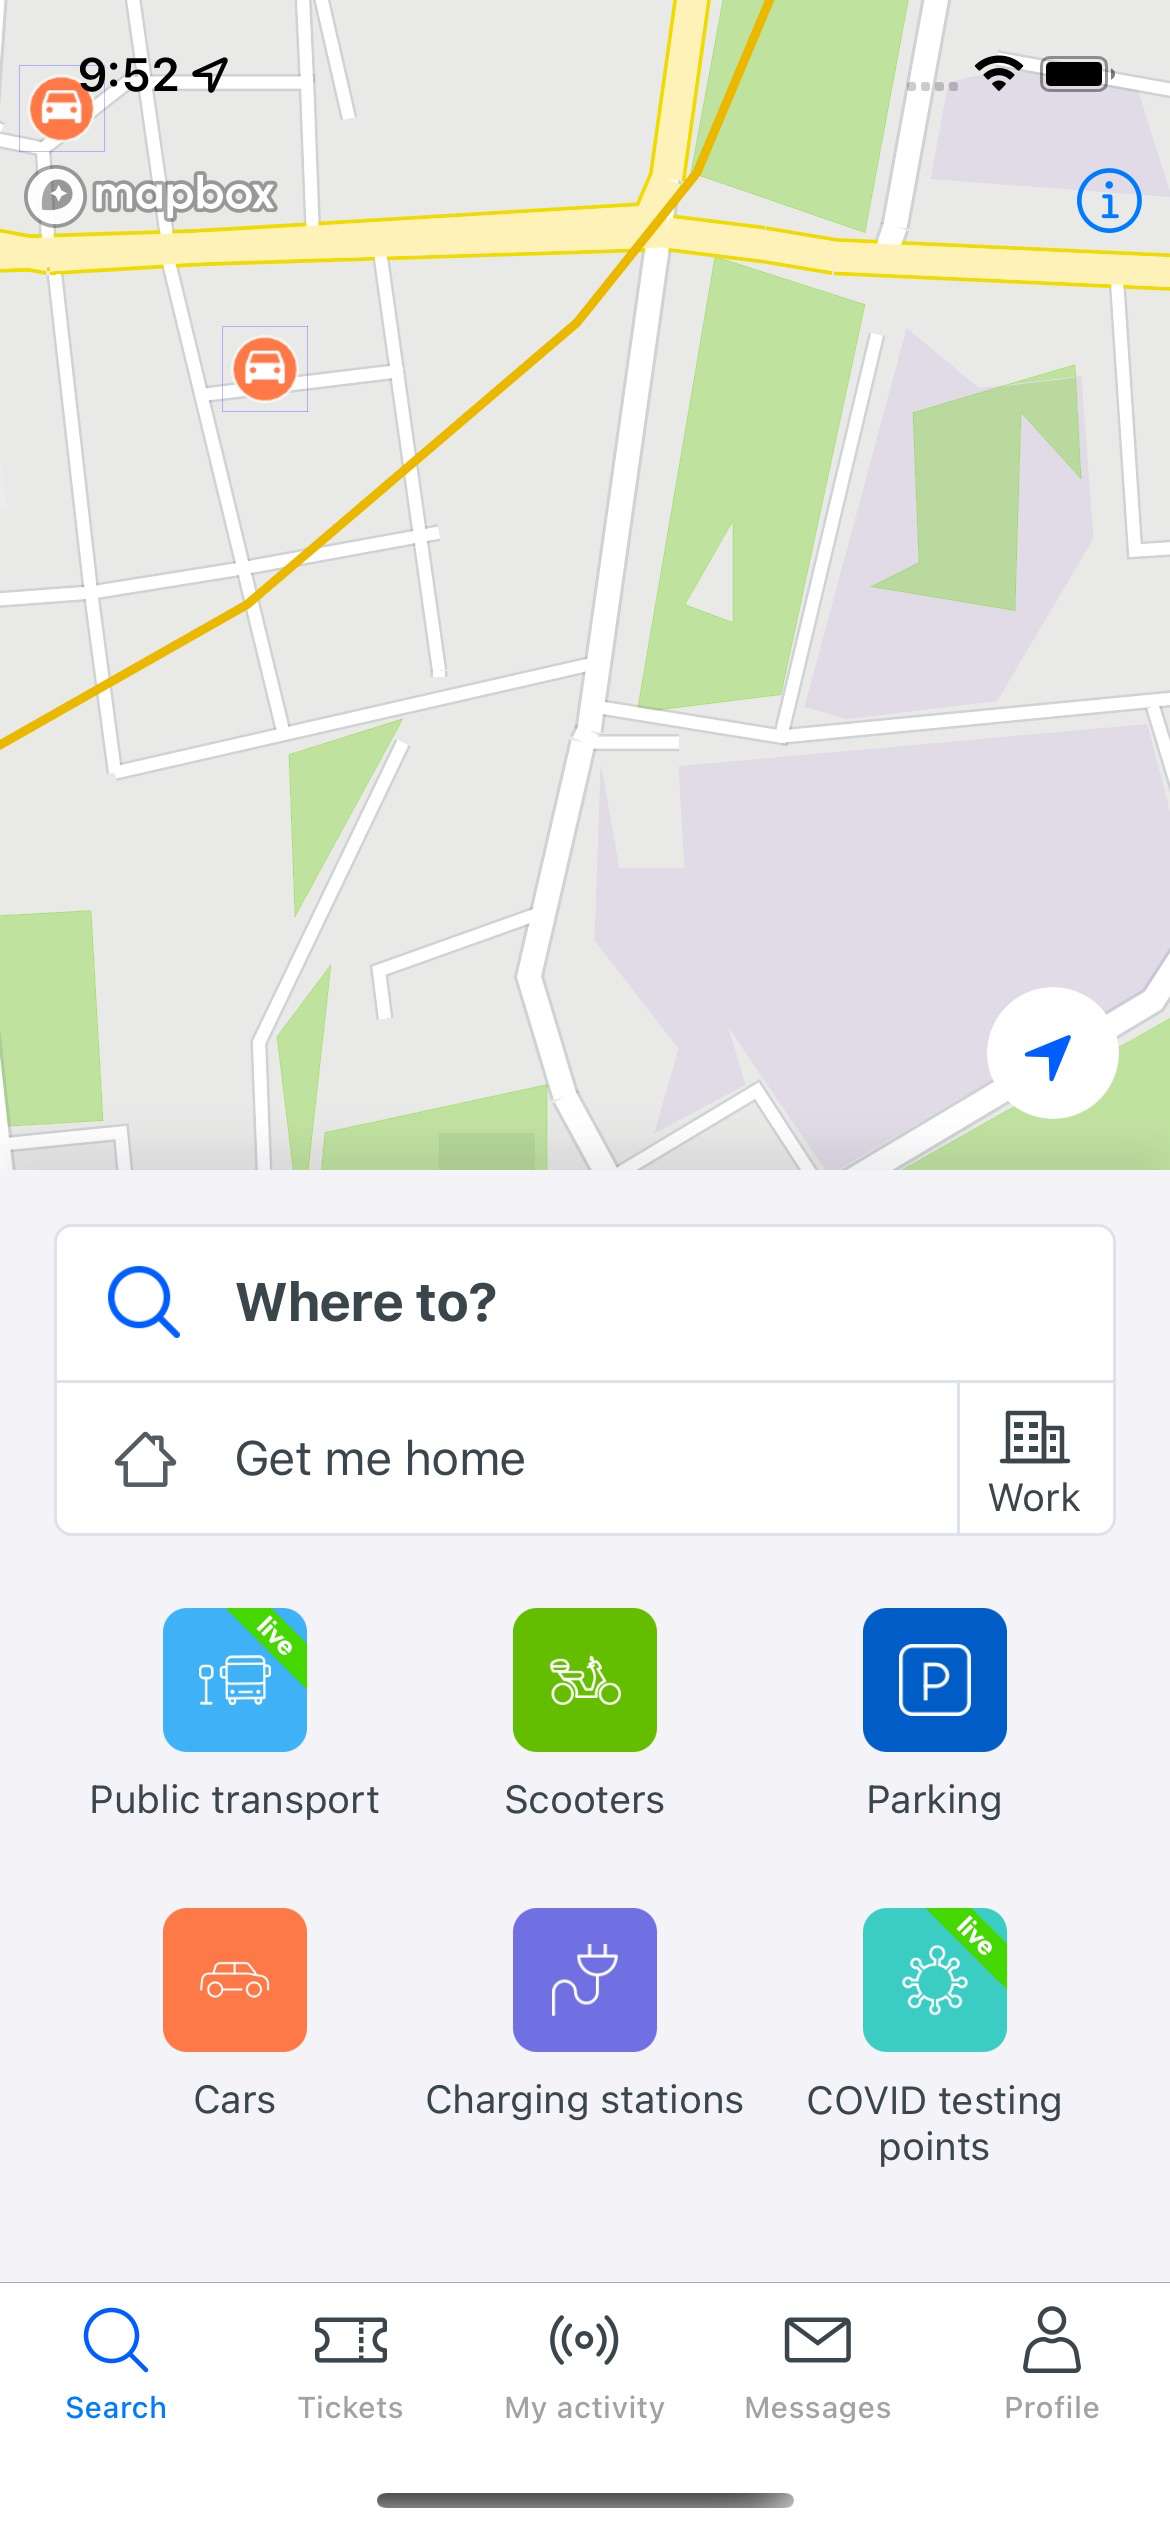 9:52
mapbox
Where to?
Get me home
Work
live
P
Public transport
Scooters
Parking
live
Cars
Charging stations
COVID testing
points
Search
Tickets
My activity
Messages
Profile